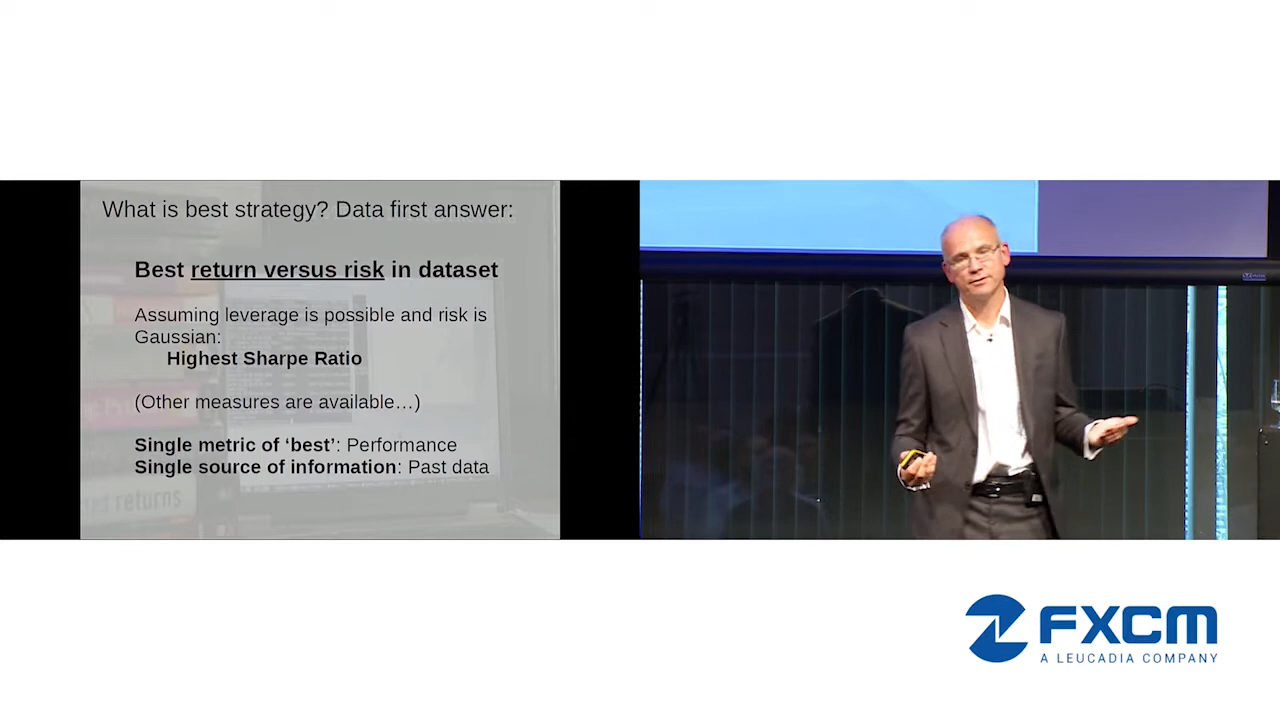 What is best strategy? Data first answer:
Best return versus risk in dataset
Assuming leverage is possible and risk is
Gaussian:
Highest Sharpe Ratio
(Other measures are available…)
Single metric of ‘best’: Performance
Single source of information: Past data
returns
FXCM
A LEUCADIA COMPANY